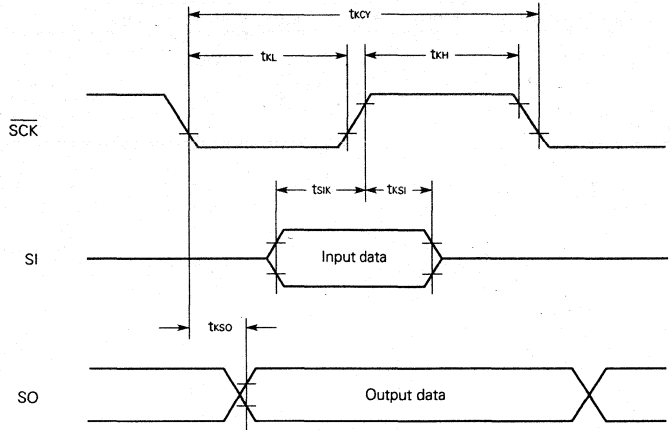 tKCY
tKL
tKH
SCK
tSIK
tKSI
SI
Input data
tKSO
SO
Output data